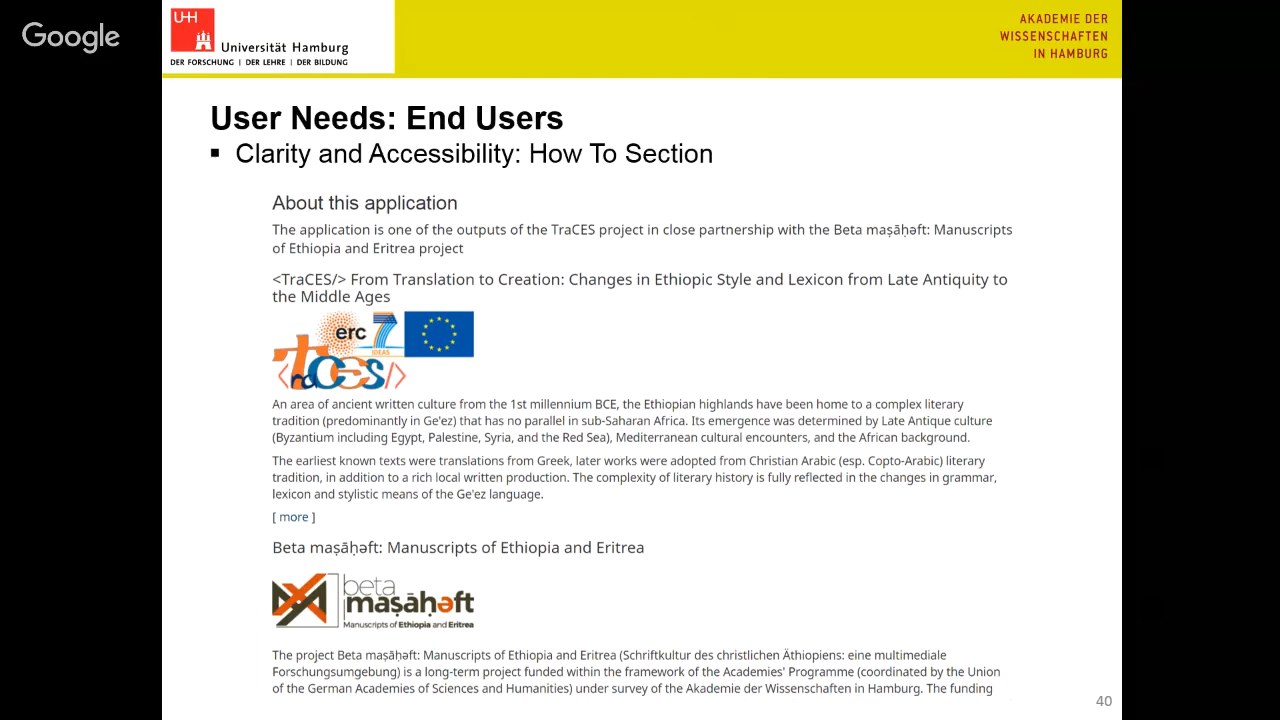 Google
UHH
Universität Hamburg
DER FORSCHUNG | DER LEHRE | DER BILDUNG
AKADEMIE DER
WISSENSCHAFTEN
IN HAMBURG
User Needs: End Users
▪ Clarity and Accessibility: How To Section
About this application
The application is one of the outputs of the TraCES project in close partnership with the Beta maṣāḥəft: Manuscripts
of Ethiopia and Eritrea project
<TraCES/> From Translation to Creation: Changes in Ethiopic Style and Lexicon from Late Antiquity to
the Middle Ages
erc
7
IDEAS
<traCES/>
An area of ancient written culture from the 1st millennium BCE, the Ethiopian highlands have been home to a complex literary
tradition (predominantly in Ge'ez) that has no parallel in sub-Saharan Africa. Its emergence was determined by Late Antique culture
(Byzantium including Egypt, Palestine, Syria, and the Red Sea), Mediterranean cultural encounters, and the African background.
The earliest known texts were translations from Greek, later works were adopted from Christian Arabic (esp. Copto-Arabic) literary
tradition, in addition to a rich local written production. The complexity of literary history is fully reflected in the changes in grammar,
lexicon and stylistic means of the Ge'ez language.
[ more ]
Beta maṣāḥəft: Manuscripts of Ethiopia and Eritrea
beta
maṣāḥəft
Manuscripts of Ethiopia and Eritrea
The project Beta maṣāḥəft: Manuscripts of Ethiopia and Eritrea (Schriftkultur des christlichen Äthiopiens: eine multimediale
Forschungsumgebung) is a long-term project funded within the framework of the Academies' Programme (coordinated by the Union
of the German Academies of Sciences and Humanities) under survey of the Akademie der Wissenschaften in Hamburg. The funding
40